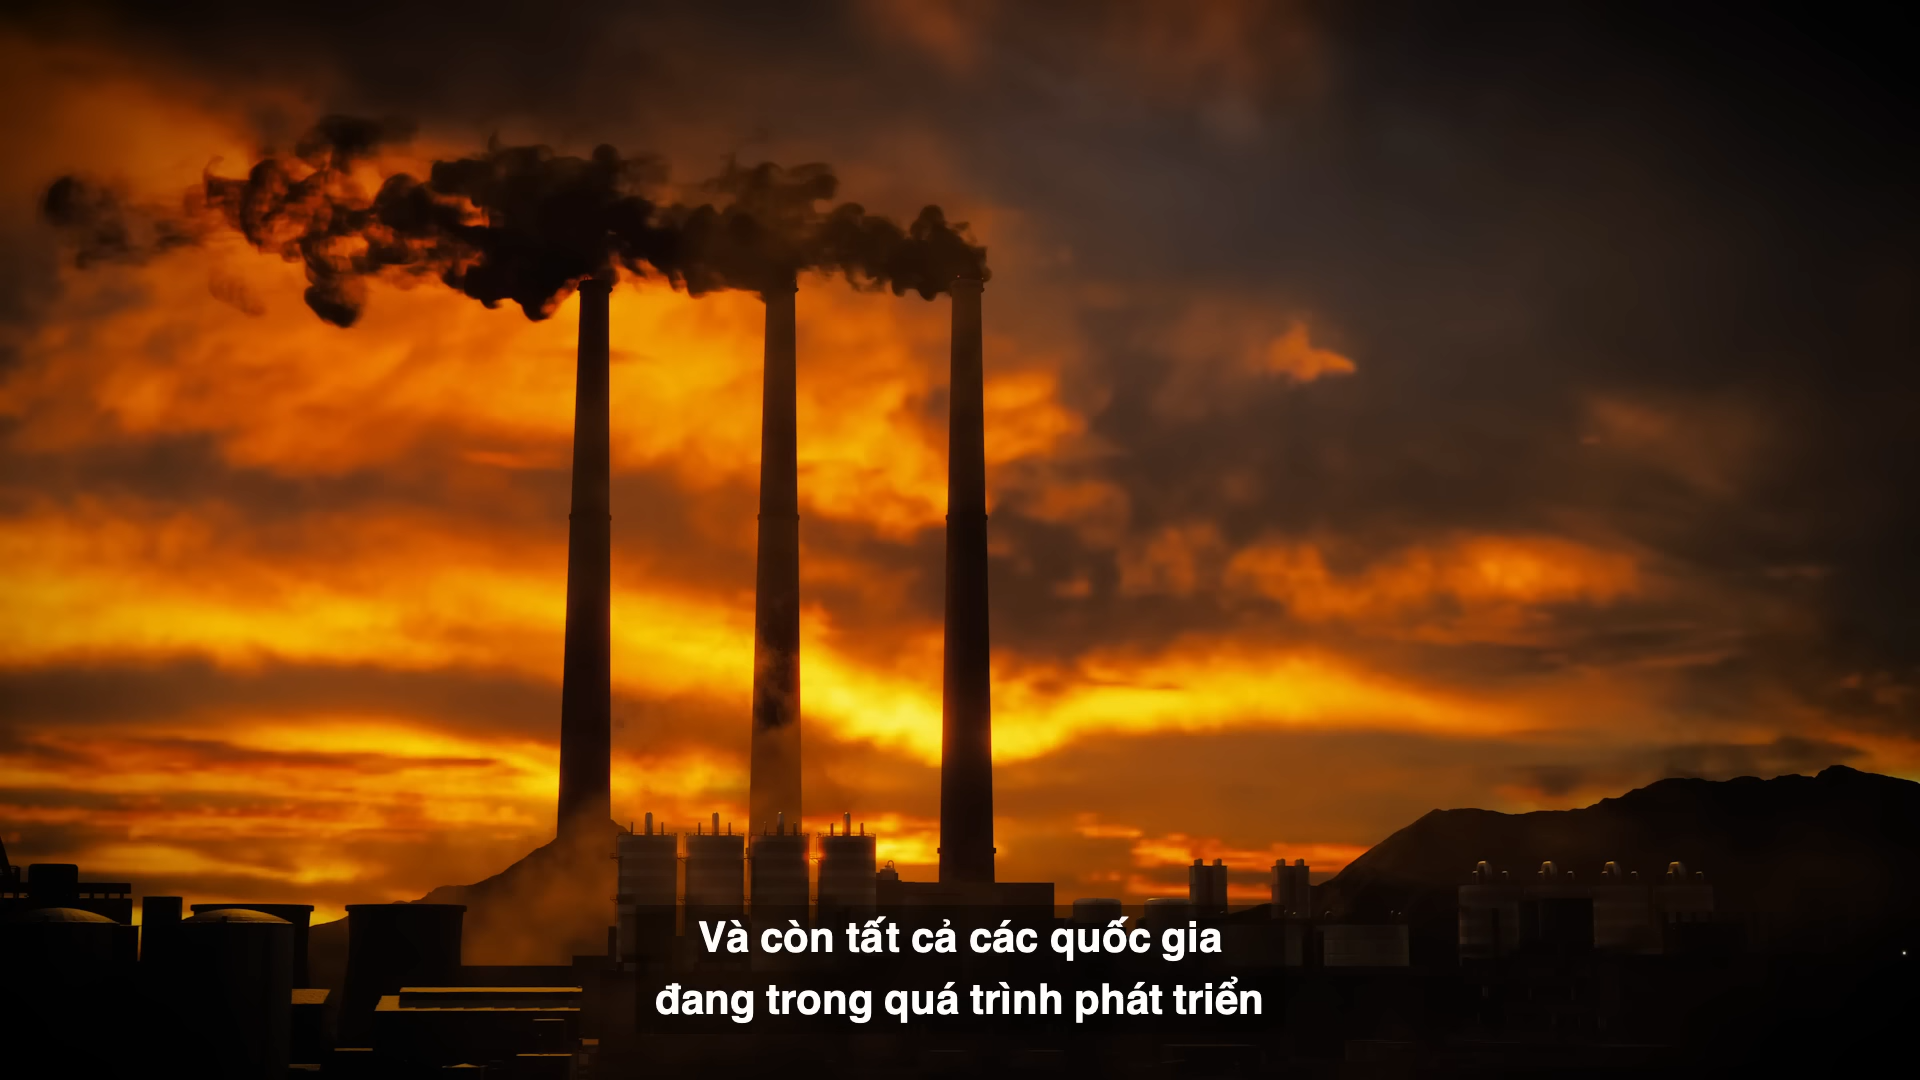 Và còn tất cả các quốc gia
đang trong quá trình phát triển